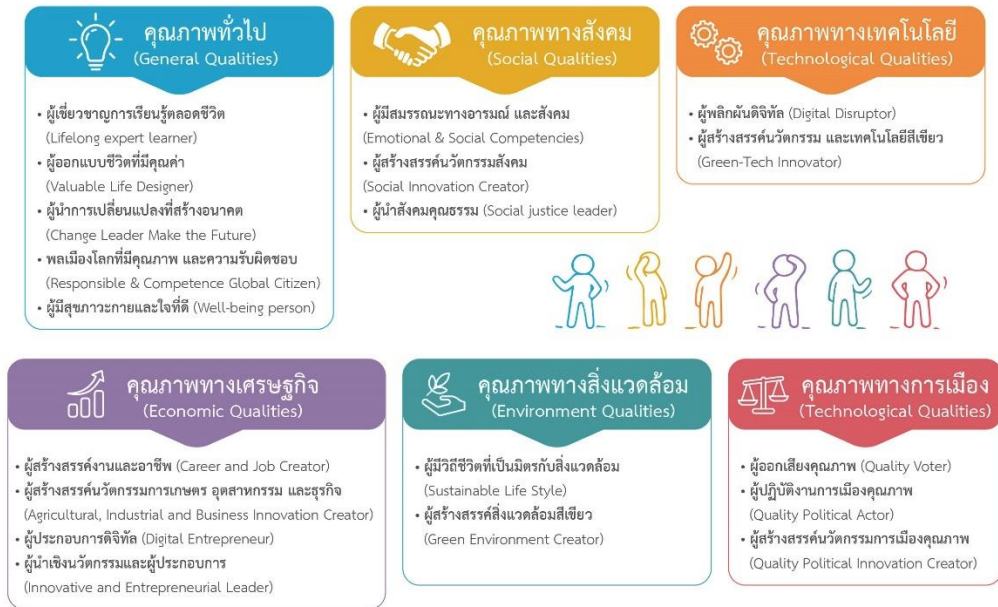 คุณภาพทั่วไป
(General Qualities)
• ผู้เชี่ยวชาญการเรียนรู้ตลอดชีวิต
(Lifelong expert learner)
• ผู้ออกแบบชีวิตที่มีคุณค่า
(Valuable Life Designer)
• ผู้นำการเปลี่ยนแปลงที่สร้างอนาคต
(Change Leader Make the Future)
• พลเมืองโลกที่มีคุณภาพ และความรับผิดชอบ
(Responsible & Competence Global Citizen)
• ผู้มีสุขภาวะกายและใจที่ดี (Well-being person)
คุณภาพทางสังคม
(Social Qualities)
• ผู้มีสมรรถนะทางอารมณ์ และสังคม
(Emotional & Social Competencies)
• ผู้สร้างสรรค์นวัตกรรมสังคม
(Social Innovation Creator)
• ผู้นำสังคมคุณธรรม (Social justice leader)
คุณภาพทางเทคโนโลยี
(Technological Qualities)
• ผู้พลิกผันดิจิทัล (Digital Disruptor)
• ผู้สร้างสรรค์นวัตกรรม และเทคโนโลยีสีเขียว
(Green-Tech Innovator)
คุณภาพทางเศรษฐกิจ
(Economic Qualities)
• ผู้สร้างสรรค์งานและอาชีพ (Career and Job Creator)
• ผู้สร้างสรรค์นวัตกรรมการเกษตร อุตสาหกรรม และธุรกิจ
(Agricultural, Industrial and Business Innovation Creator)
• ผู้ประกอบการดิจิทัล (Digital Entrepreneur)
• ผู้นำเชิงนวัตกรรมและผู้ประกอบการ
(Innovative and Entrepreneurial Leader)
คุณภาพทางสิ่งแวดล้อม
(Environment Qualities)
• ผู้มีวิถีชีวิตที่เป็นมิตรกับสิ่งแวดล้อม
(Sustainable Life Style)
• ผู้สร้างสรรค์สิ่งแวดล้อมสีเขียว
(Green Environment Creator)
คุณภาพทางการเมือง
(Technological Qualities)
• ผู้ออกเสียงคุณภาพ (Quality Voter)
• ผู้ปฏิบัติงานการเมืองคุณภาพ
(Quality Political Actor)
• ผู้สร้างสรรค์นวัตกรรมการเมืองคุณภาพ
(Quality Political Innovation Creator)